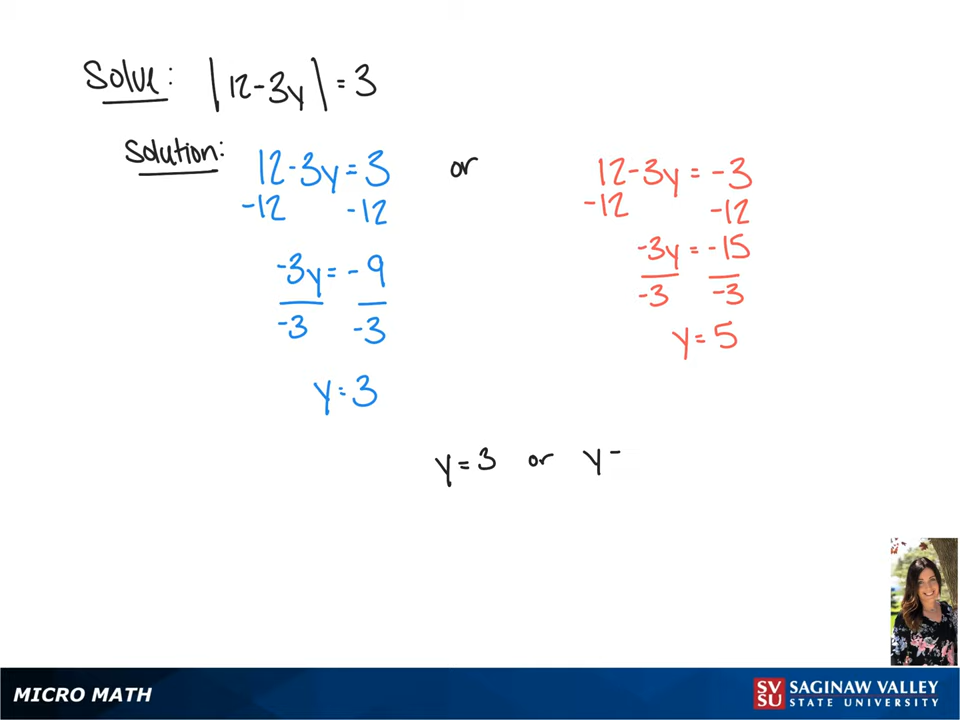 Solve: |12-3y| = 3
Solution:
12-3y = 3
-12 -12
-3y = -9
-3 -3
y = 3
or
12-3y = -3
-12 -12
-3y = -15
-3 -3
y = 5
y = 3 or y -
MICRO MATH
SVSU SAGINAW VALLEY
STATE UNIVERSITY